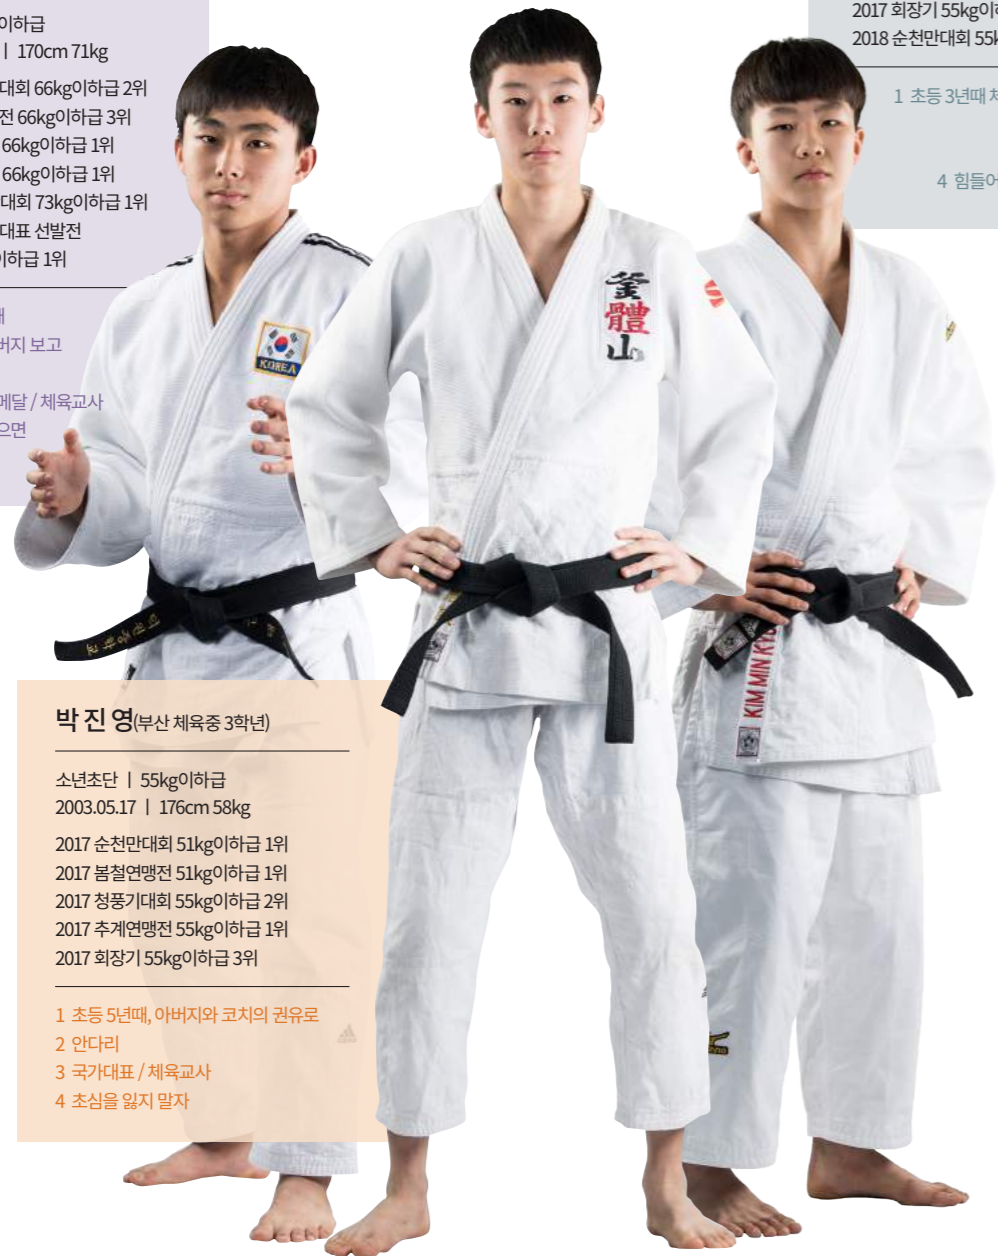 이하급
ㅣ 170cm 71kg
대회 66kg이하급 2위
전 66kg이하급 3위
66kg이하급 1위
66kg이하급 1위
대회 73kg이하급 1위
대표 선발전
이하급 1위
버지 보고
메달 / 체육교사
으면
2017 회장기 55kg이하
2018 순천만대회 55k
1 초등 3년때 체
4 힘들어
KOREA
釜
體
山
덕원중학교
KIM MIN KY
박진영(부산 체육중 3학년)
소년초단 ㅣ 55kg이하급
2003.05.17 ㅣ 176cm 58kg
2017 순천만대회 51kg이하급 1위
2017 봄철연맹전 51kg이하급 1위
2017 청풍기대회 55kg이하급 2위
2017 추계연맹전 55kg이하급 1위
2017 회장기 55kg이하급 3위
1 초등 5년때, 아버지와 코치의 권유로
2 안다리
3 국가대표 / 체육교사
4 초심을 잃지 말자